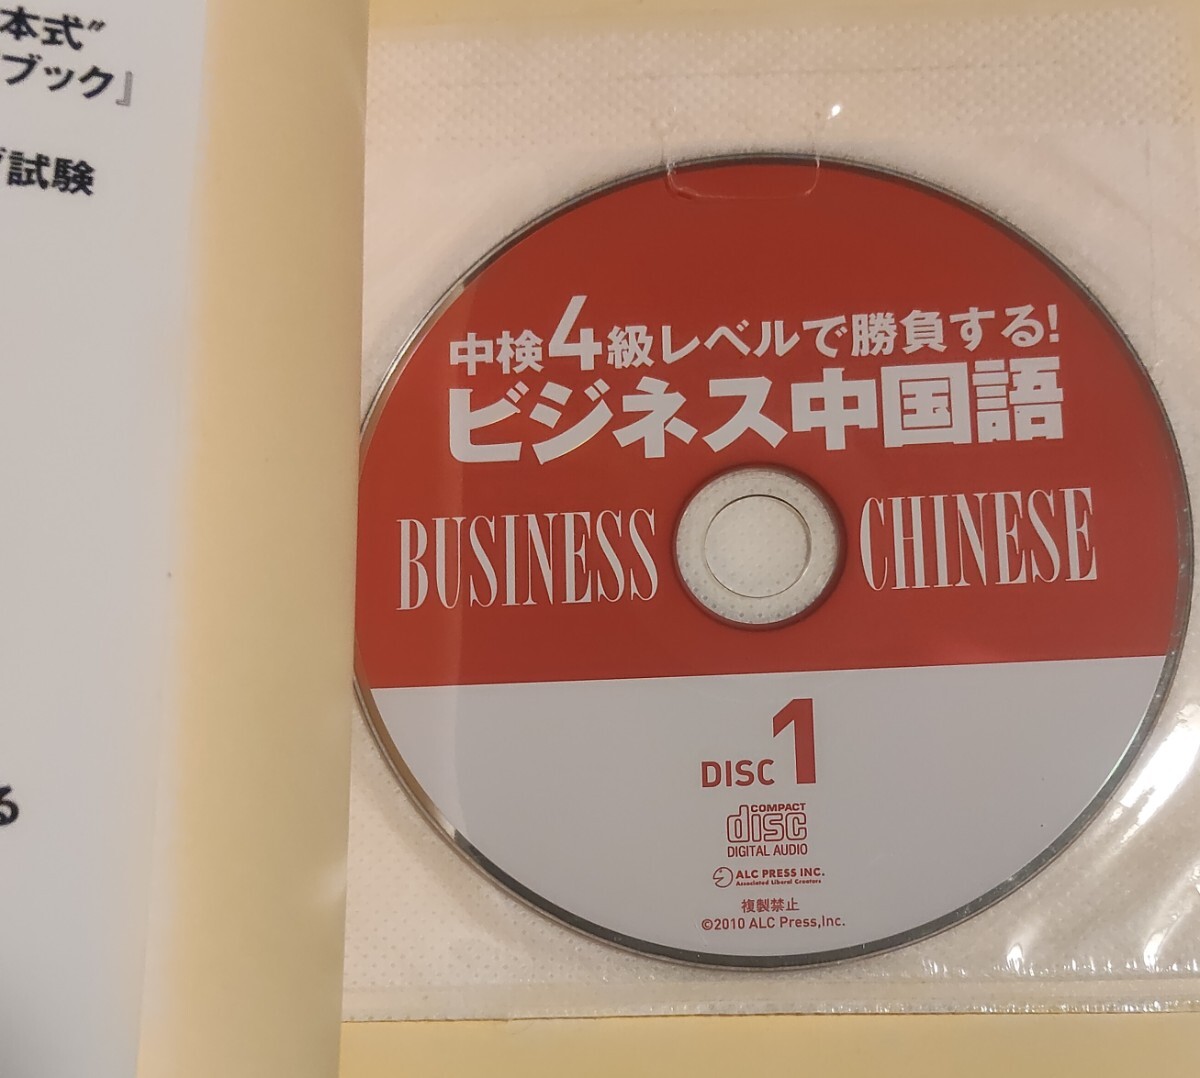 本式”
ブック』
試験
る
中検4級レベルで勝負する!
ビジネス中国語
BUSINESS CHINESE
DISC 1
COMPACT
disc
DIGITAL AUDIO
ALC PRESS INC.
Associated Liberal Creators
複製禁止
©2010 ALC Press,Inc.